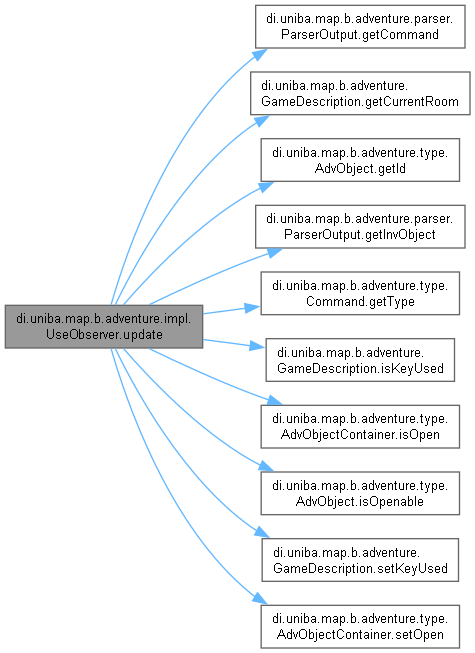 di.uniba.map.b.adventure.parser.
ParserOutput.getCommand
di.uniba.map.b.adventure.
GameDescription.getCurrentRoom
di.uniba.map.b.adventure.type.
AdvObject.getId
di.uniba.map.b.adventure.parser.
ParserOutput.getInvObject
di.uniba.map.b.adventure.type.
Command.getType
di.uniba.map.b.adventure.impl.
UseObserver.update
di.uniba.map.b.adventure.
GameDescription.isKeyUsed
di.uniba.map.b.adventure.type.
AdvObjectContainer.isOpen
di.uniba.map.b.adventure.type.
AdvObject.isOpenable
di.uniba.map.b.adventure.
GameDescription.setKeyUsed
di.uniba.map.b.adventure.type.
AdvObjectContainer.setOpen